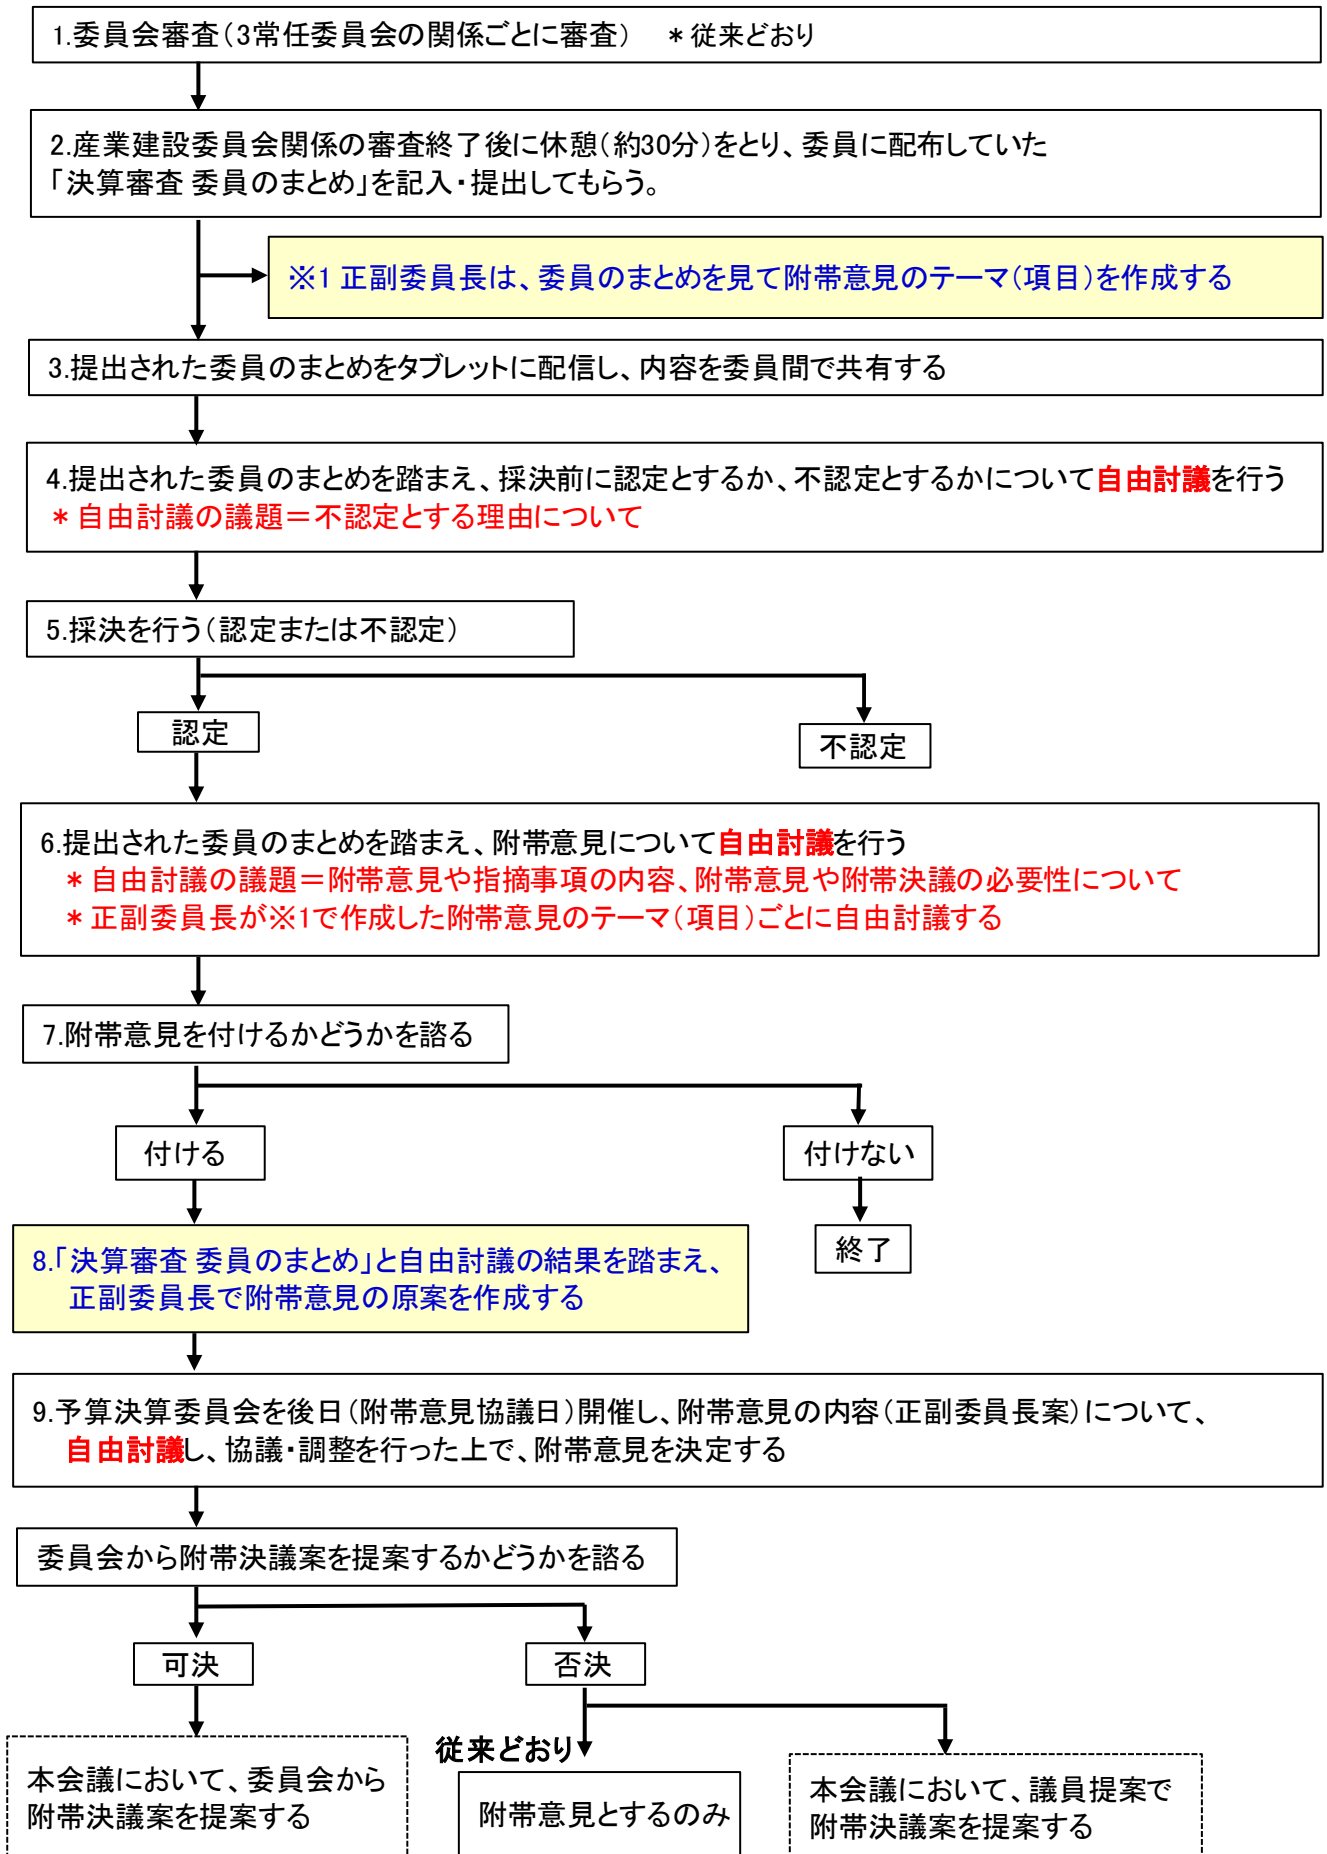 1.委員会審査（3常任委員会の関係ごとに審査）　＊従来どおり
2.産業建設委員会関係の審査終了後に休憩（約30分）をとり、委員に配布していた
「決算審査 委員のまとめ」を記入・提出してもらう。
※1 正副委員長は、委員のまとめを見て附帯意見のテーマ（項目）を作成する
3.提出された委員のまとめをタブレットに配信し、内容を委員間で共有する
4.提出された委員のまとめを踏まえ、採決前に認定とするか、不認定とするかについて自由討議を行う
＊自由討議の議題＝不認定とする理由について
5.採決を行う（認定または不認定）
認定
不認定
6.提出された委員のまとめを踏まえ、附帯意見について自由討議を行う
＊自由討議の議題＝附帯意見や指摘事項の内容、附帯意見や附帯決議の必要性について
＊正副委員長が※1で作成した附帯意見のテーマ（項目）ごとに自由討議する
7.附帯意見を付けるかどうかを諮る
付ける
付けない
終了
8.「決算審査 委員のまとめ」と自由討議の結果を踏まえ、
正副委員長で附帯意見の原案を作成する
9.予算決算委員会を後日（附帯意見協議日）開催し、附帯意見の内容（正副委員長案）について、
自由討議し、協議・調整を行った上で、附帯意見を決定する
委員会から附帯決議案を提案するかどうかを諮る
可決
否決
従来どおり
本会議において、委員会から
附帯決議案を提案する
附帯意見とするのみ
本会議において、議員提案で
附帯決議案を提案する